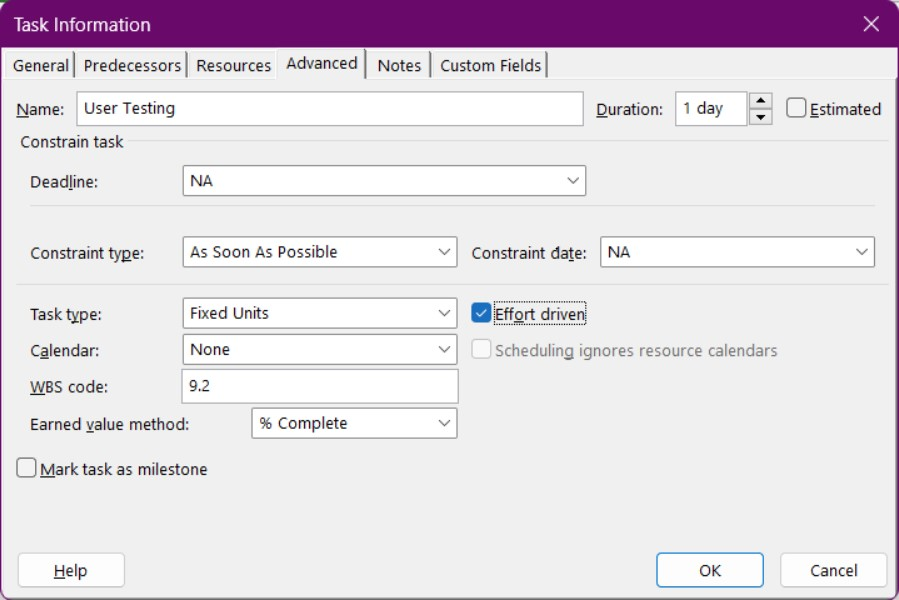 Task Information
General Predecessors Resources Advanced Notes Custom Fields
Name: User Testing Duration: 1 day Estimated
Constrain task
Deadline: NA
Constraint type: As Soon As Possible Constraint date: NA
Task type: Fixed Units Effort driven
Calendar: None Scheduling ignores resource calendars
WBS code: 9.2
Earned value method: % Complete
Mark task as milestone
Help OK Cancel